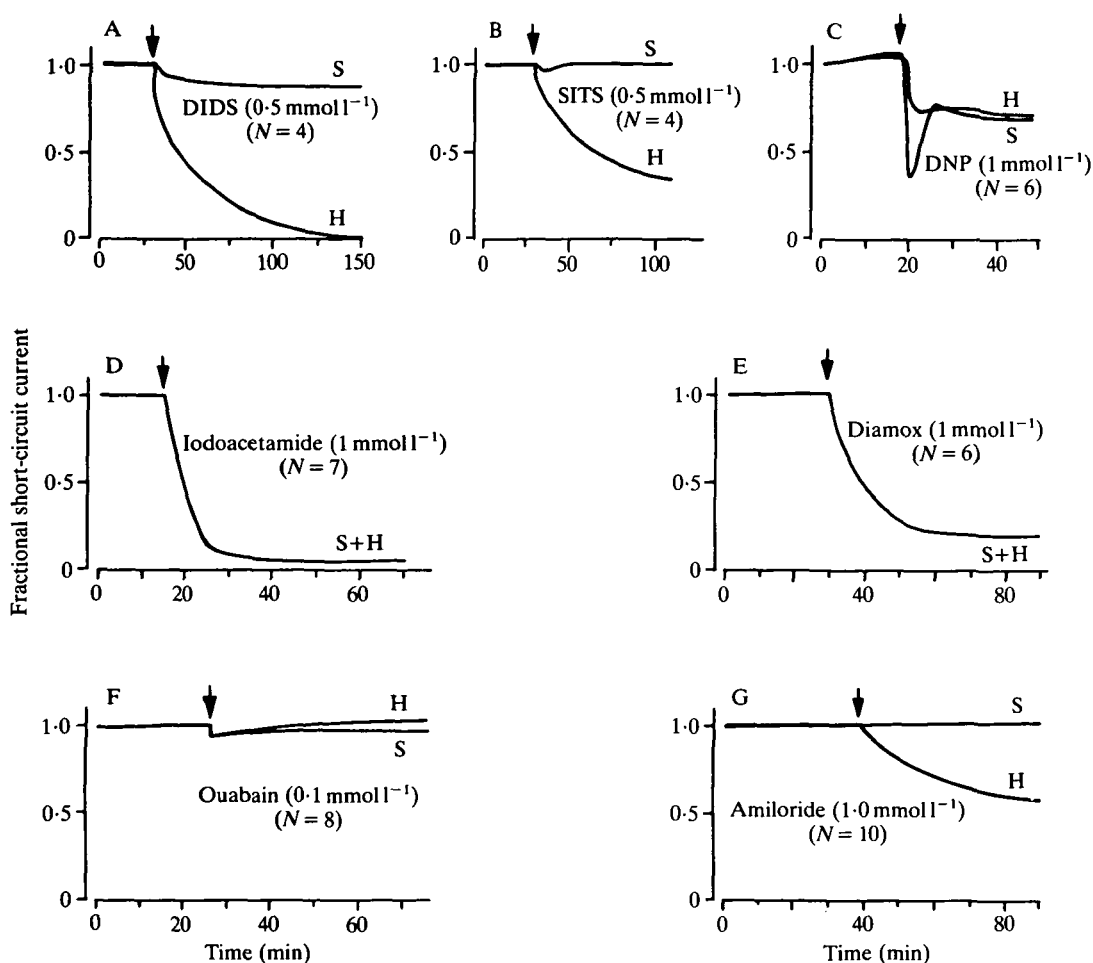 A
1·0
0·5
0
S
DIDS (0·5 mmol l⁻¹)
(N = 4)
H
0 50 100 150
B
1·0
0·5
0
S
SITS (0·5 mmol l⁻¹)
(N = 4)
H
0 50 100
C
1·0
0·5
0
H
S
DNP (1 mmol l⁻¹)
(N = 6)
0 20 40
Fractional short-circuit current
D
1·0
0·5
0
Iodoacetamide (1 mmol l⁻¹)
(N = 7)
S+H
0 20 40 60
E
1·0
0·5
0
Diamox (1 mmol l⁻¹)
(N = 6)
S+H
0 40 80
F
1·0
0·5
0
H
S
Ouabain (0·1 mmol l⁻¹)
(N = 8)
0 20 40 60
Time (min)
G
1·0
0·5
0
S
H
Amiloride (1·0 mmol l⁻¹)
(N = 10)
0 40 80
Time (min)